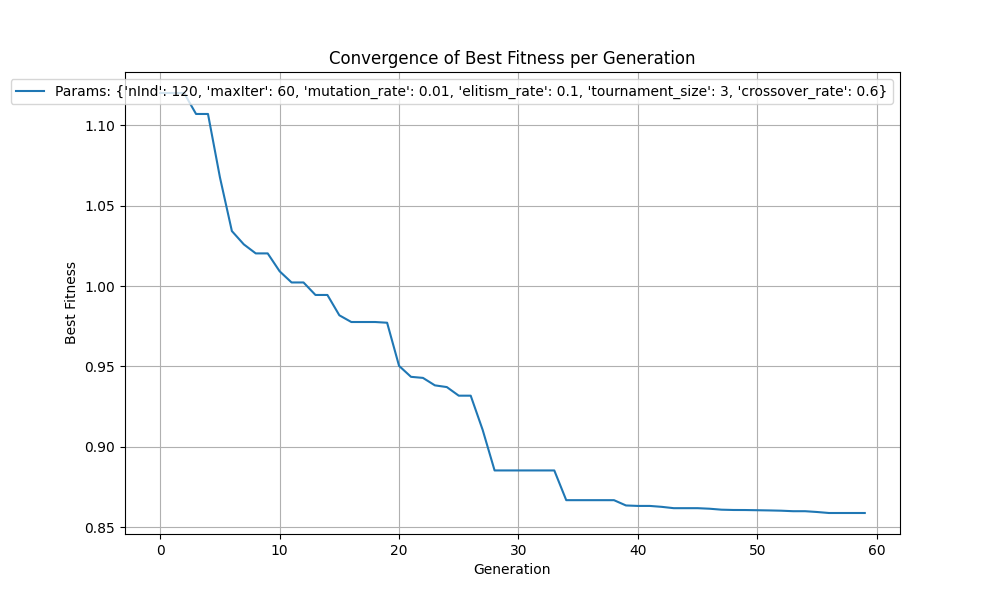 Convergence of Best Fitness per Generation
Params: {'nInd': 120, 'maxIter': 60, 'mutation_rate': 0.01, 'elitism_rate': 0.1, 'tournament_size': 3, 'crossover_rate': 0.6}
1.10
1.05
1.00
0.95
0.90
0.85
Best Fitness
0 10 20 30 40 50 60
Generation